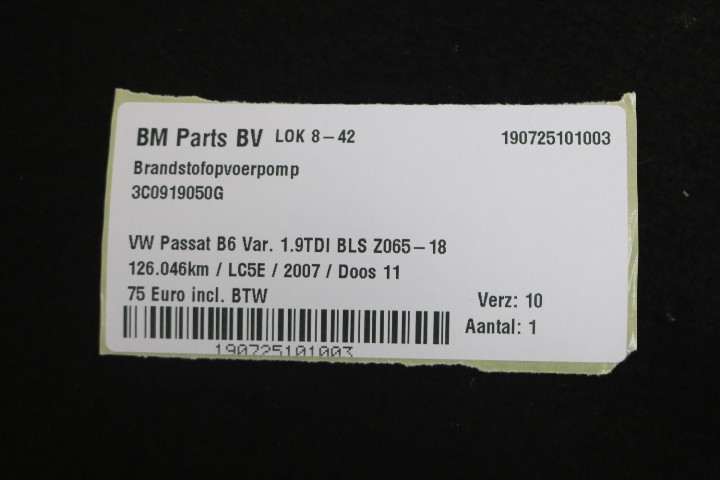 BM Parts BV LOK 8-42 190725101003
Brandstofopvoerpomp
3C0919050G
VW Passat B6 Var. 1.9TDI BLS Z065-18
126.046km / LC5E / 2007 / Doos 11
75 Euro incl. BTW Verz: 10
Aantal: 1
190725101003